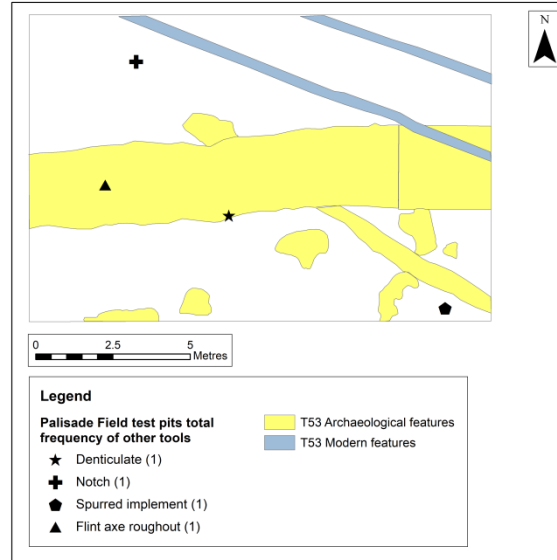 N
0 2.5 5
Metres
Legend
Palisade Field test pits total
frequency of other tools
Denticulate (1)
Notch (1)
Spurred implement (1)
Flint axe roughout (1)
T53 Archaeological features
T53 Modern features